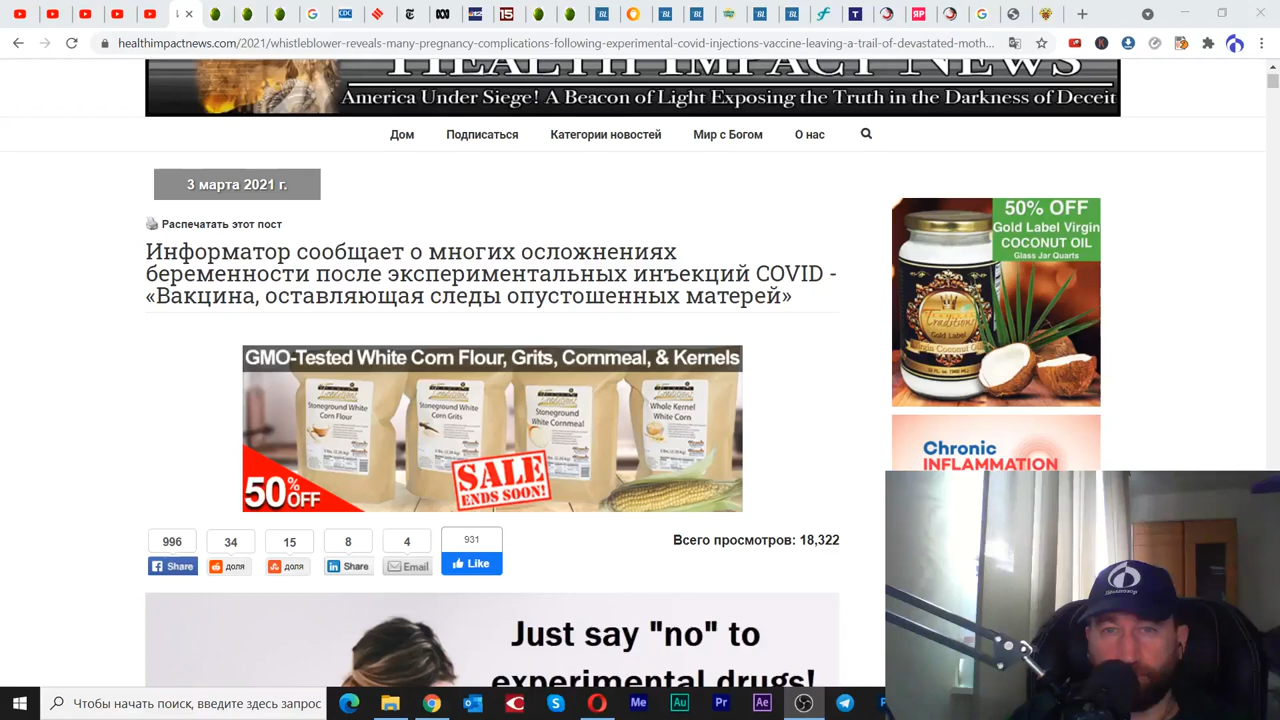 healthimpactnews.com/2021/whistleblower-reveals-many-pregnancy-complications-following-experimental-covid-injections-vaccine-leaving-a-trail-of-devastated-moth...
HEALTH IMPACT NEWS
America Under Siege! A Beacon of Light Exposing the Truth in the Darkness of Deceit
Дом Подписаться Категории новостей Мир с Богом О нас
3 марта 2021 г.
Распечатать этот пост
Информатор сообщает о многих осложнениях
беременности после экспериментальных инъекций COVID -
«Вакцина, оставляющая следы опустошенных матерей»
50% OFF
Gold Label Virgin
COCONUT OIL
Glass Jar Quarts
Traditions
Gold Label
Virgin Coconut Oil
GMO-Tested White Corn Flour, Grits, Cornmeal, & Kernels
Stoneground
White Corn
Flour
Stoneground
White Corn Grits
Stoneground
White Cornmeal
Whole Kernel
White Corn
SALE
ENDS SOON!
50% OFF
Chronic
INFLAMMATION
996 34 15 8 4 931
Share доля доля Share Email Like
Всего просмотров: 18,322
Just say "no" to
experimental drugs!
Чтобы начать поиск, введите здесь запрос